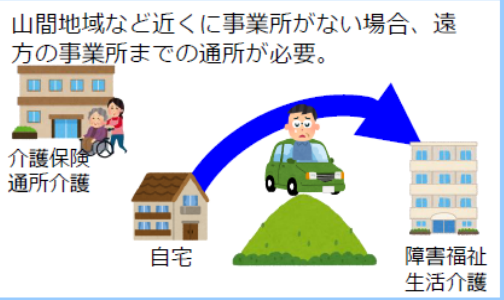 山間地域など近くに事業所がない場合、遠
方の事業所までの通所が必要。
介護保険
通所介護
自宅
障害福祉
生活介護